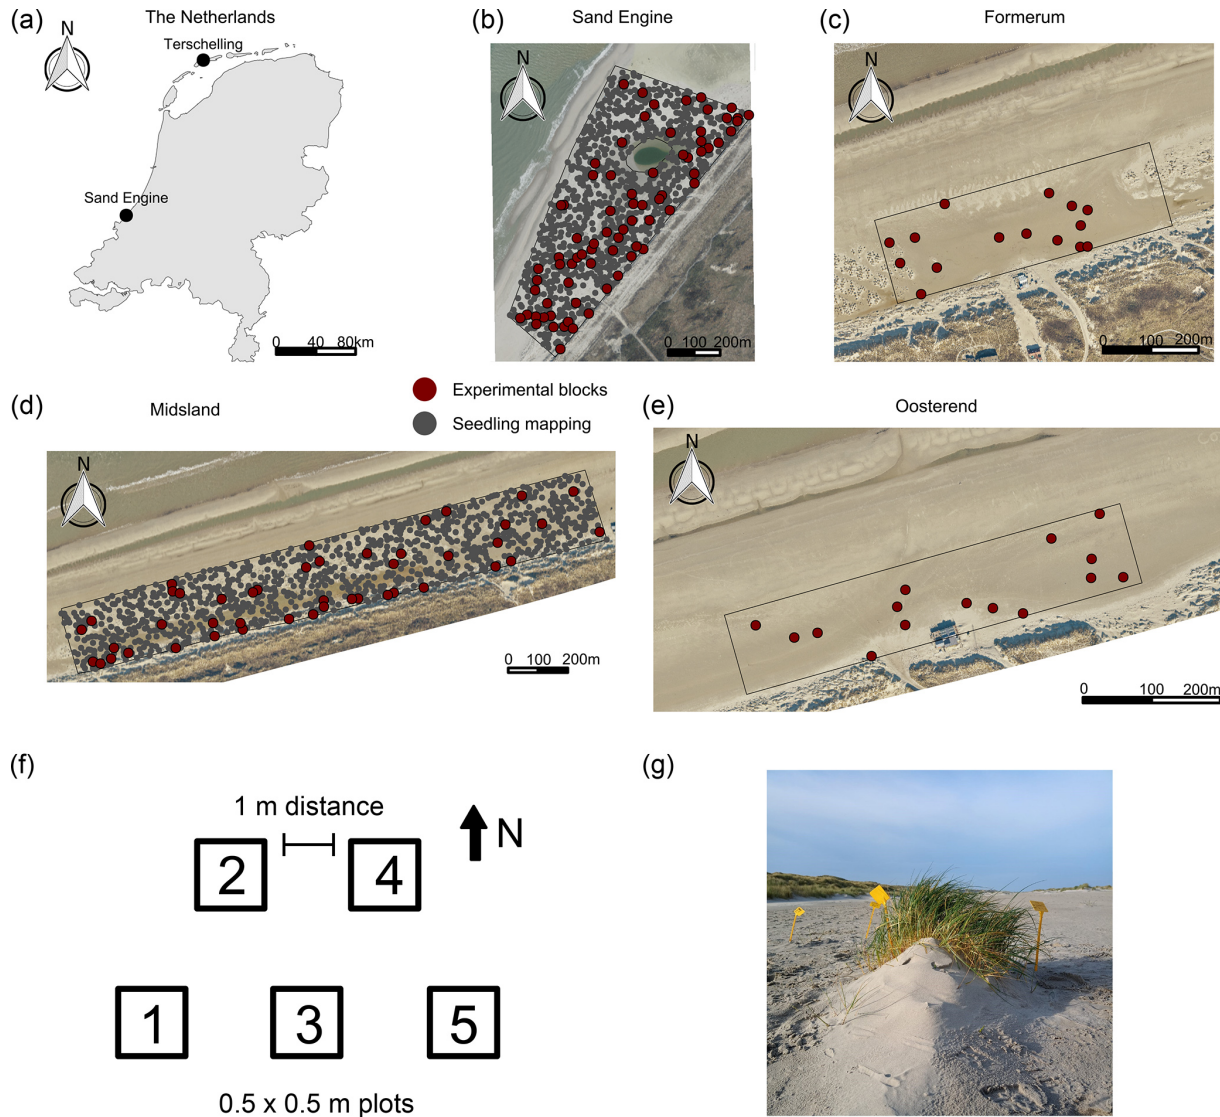 (a)
The Netherlands
N
Terschelling
Sand Engine
0 40 80km
(b)
Sand Engine
N
0 100 200m
(c)
Formerum
N
0 100 200m
Experimental blocks
Seedling mapping
(d)
Midsland
N
0 100 200m
(e)
Oosterend
N
0 100 200m
(f)
1 m distance
N
2 4
1 3 5
0.5 x 0.5 m plots
(g)